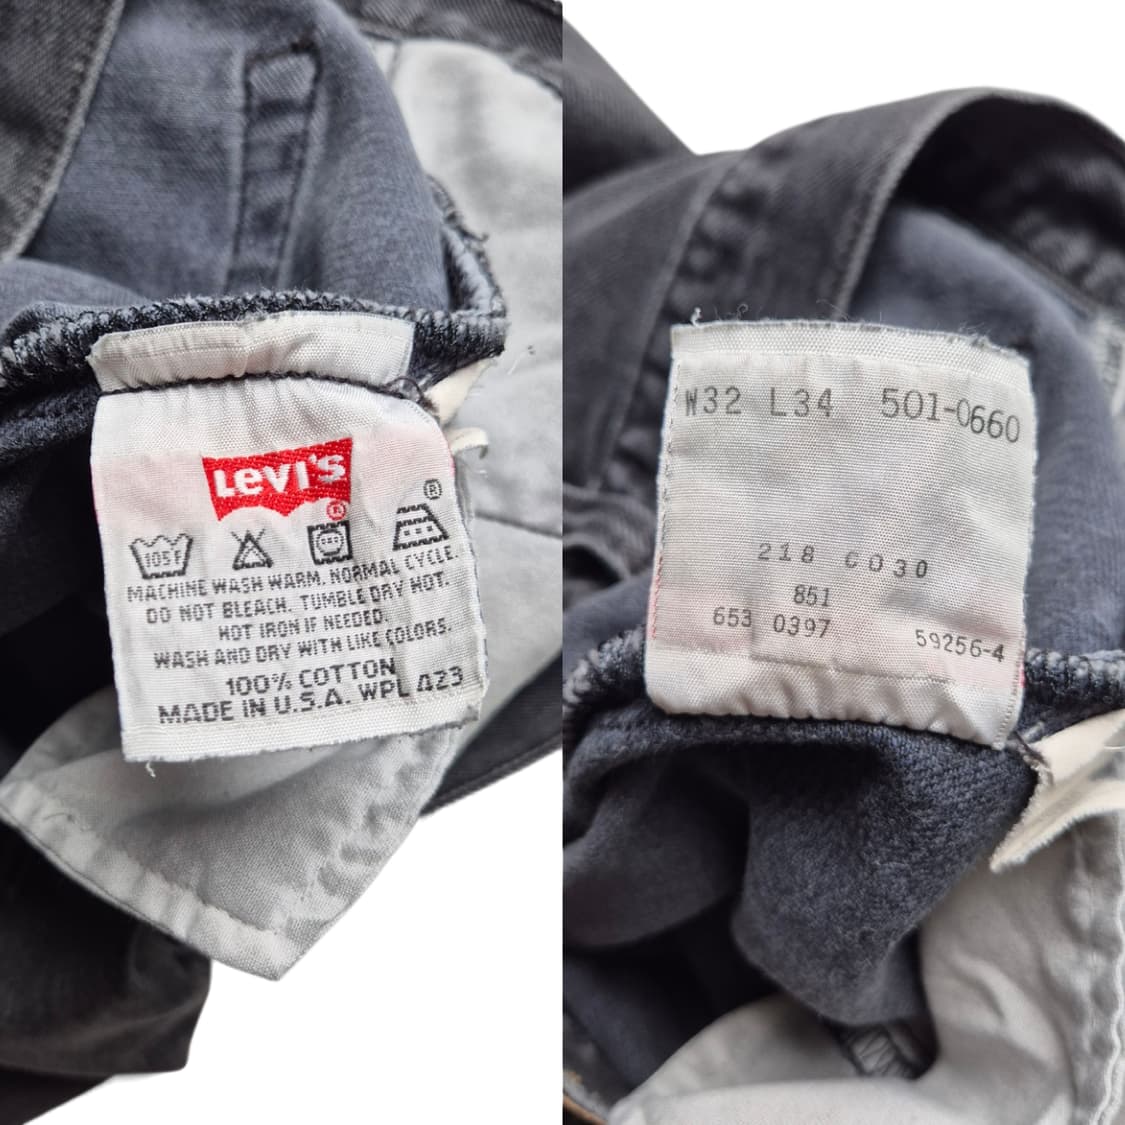 Levi's
®
®
105°F
MACHINE WASH WARM. NORMAL CYCLE.
DO NOT BLEACH. TUMBLE DRY HOT.
HOT IRON IF NEEDED.
WASH AND DRY WITH LIKE COLORS.
100% COTTON
MADE IN U.S.A. WPL 423
W32 L34 501-0660
218 C030
851
653 0397 59256-4